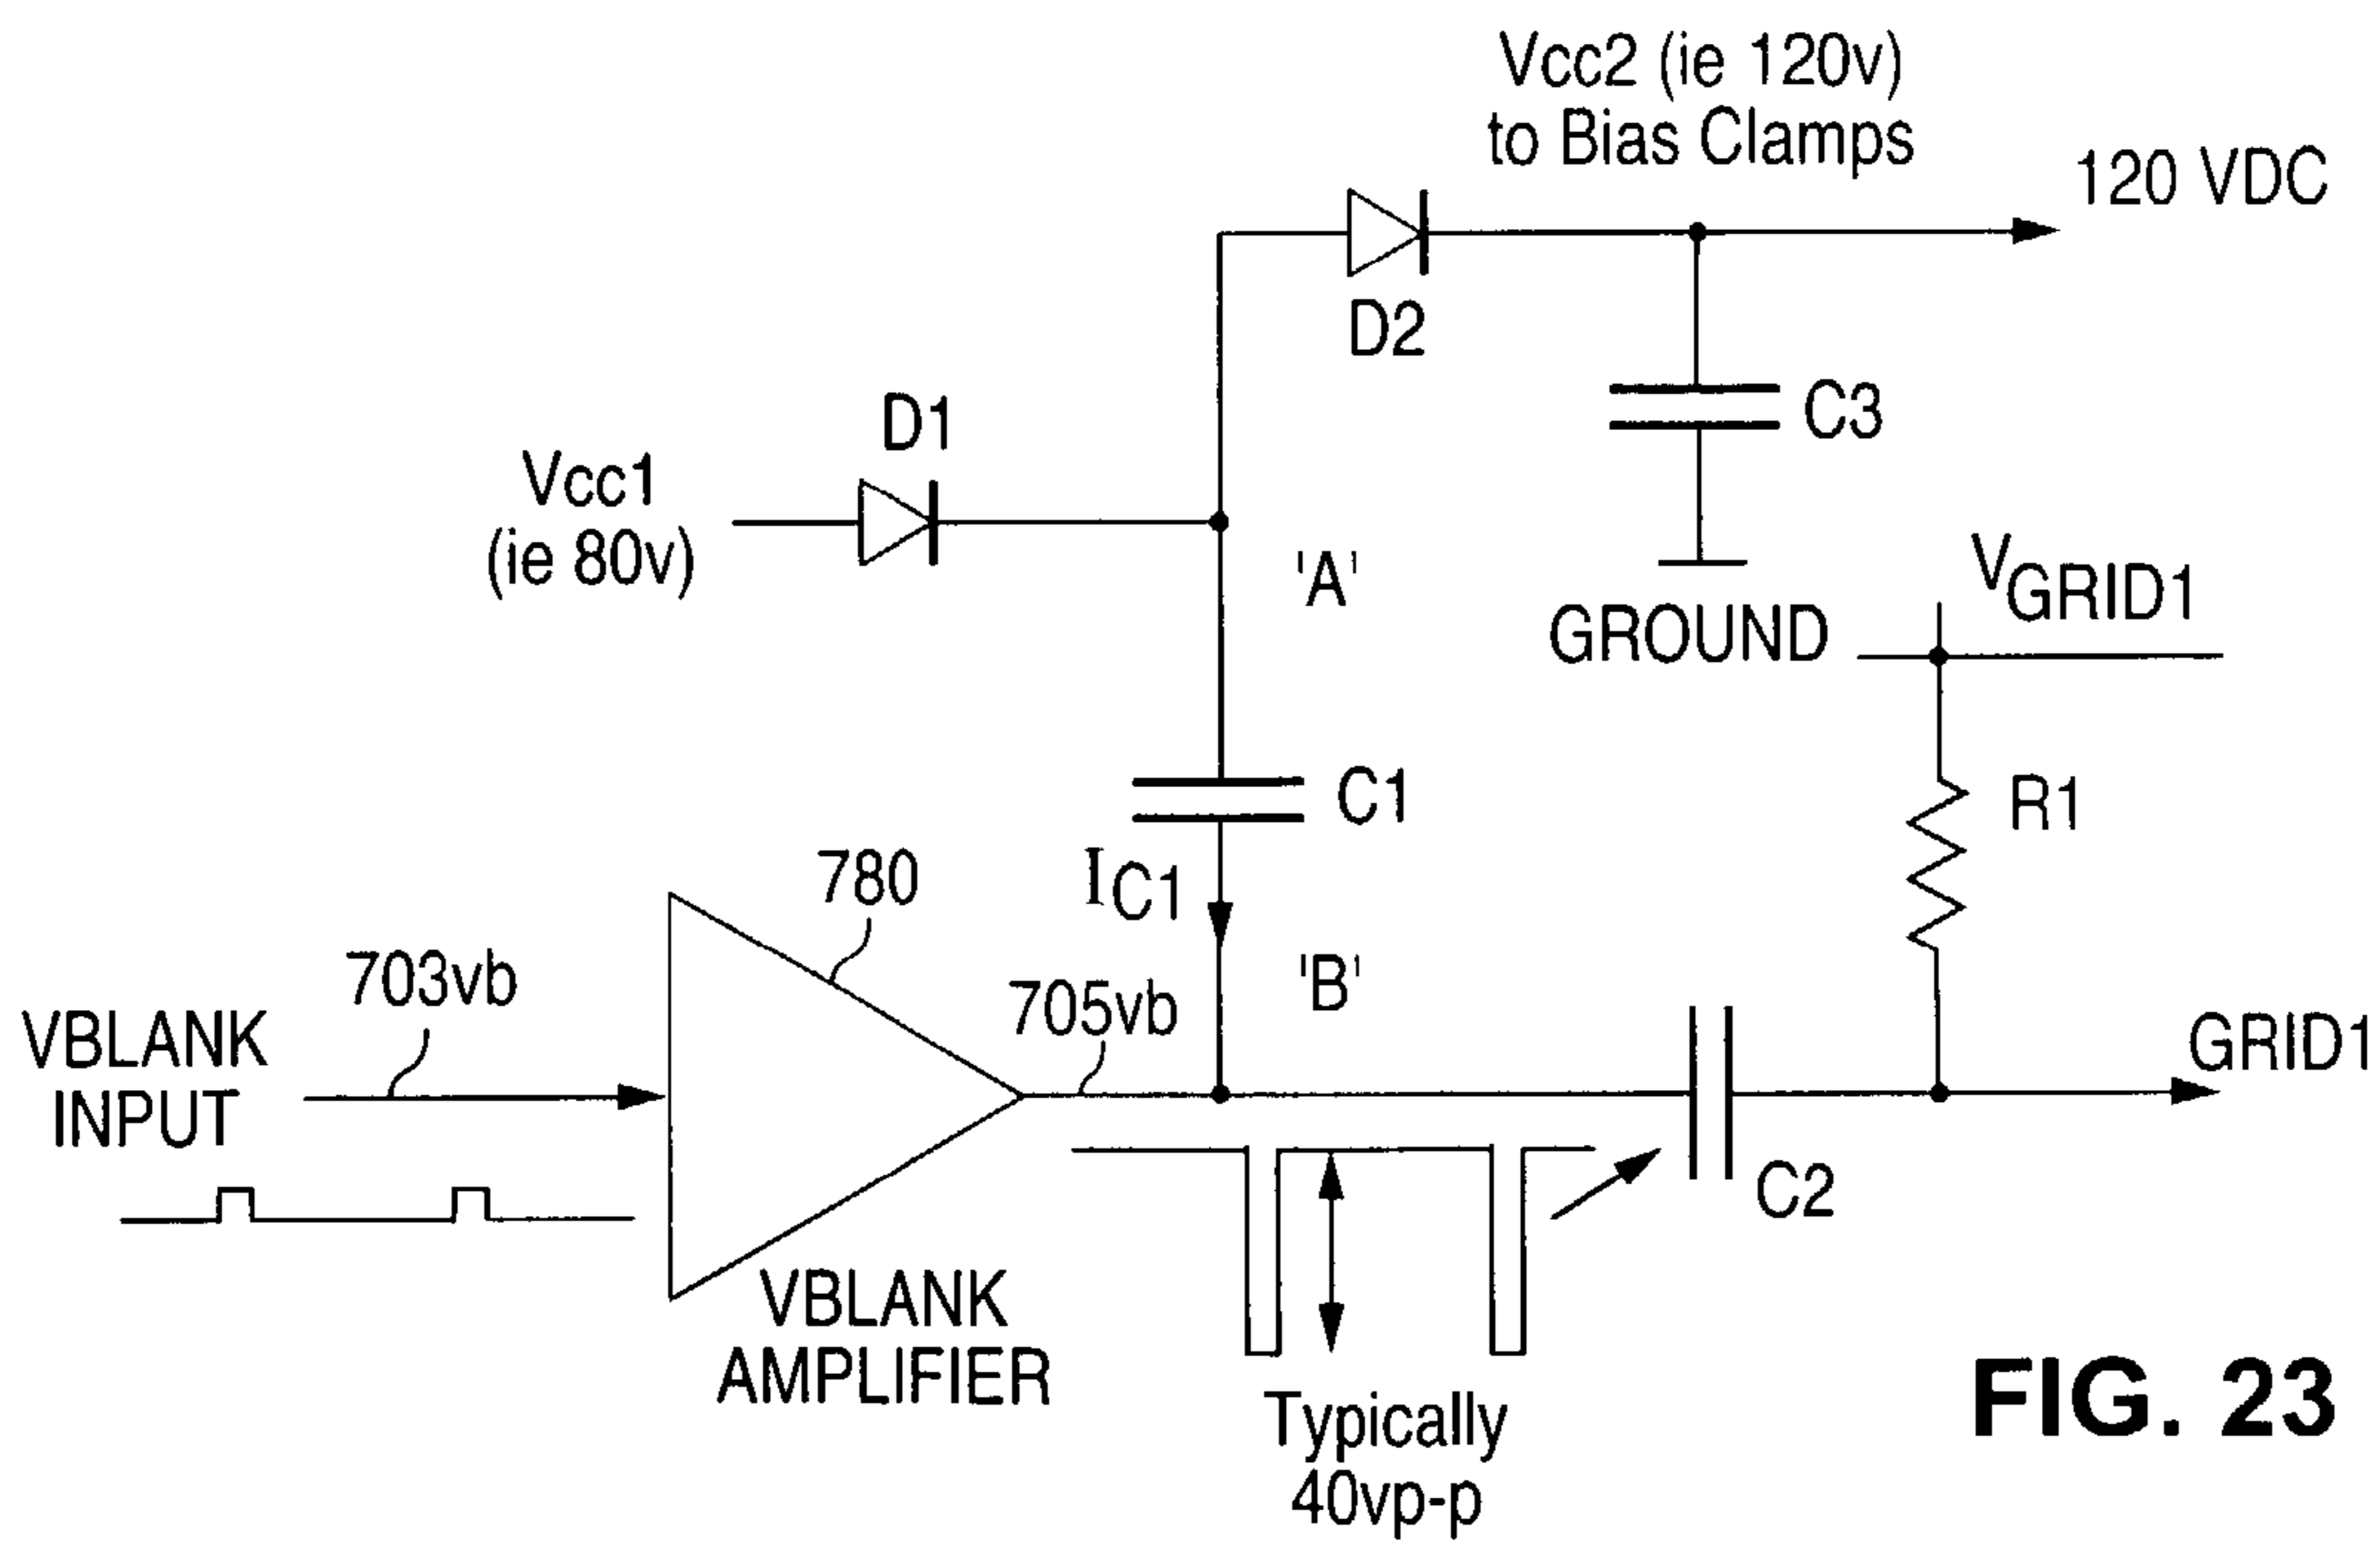 Vcc2 (ie 120v)
to Bias Clamps
120 VDC
D2
D1
C3
Vcc1
(ie 80v)
'A'
VGRID1
GROUND
C1
R1
780
IC1
703vb
'B'
705vb
VBLANK
INPUT
GRID1
C2
VBLANK
AMPLIFIER
Typically
40vp-p
FIG. 23